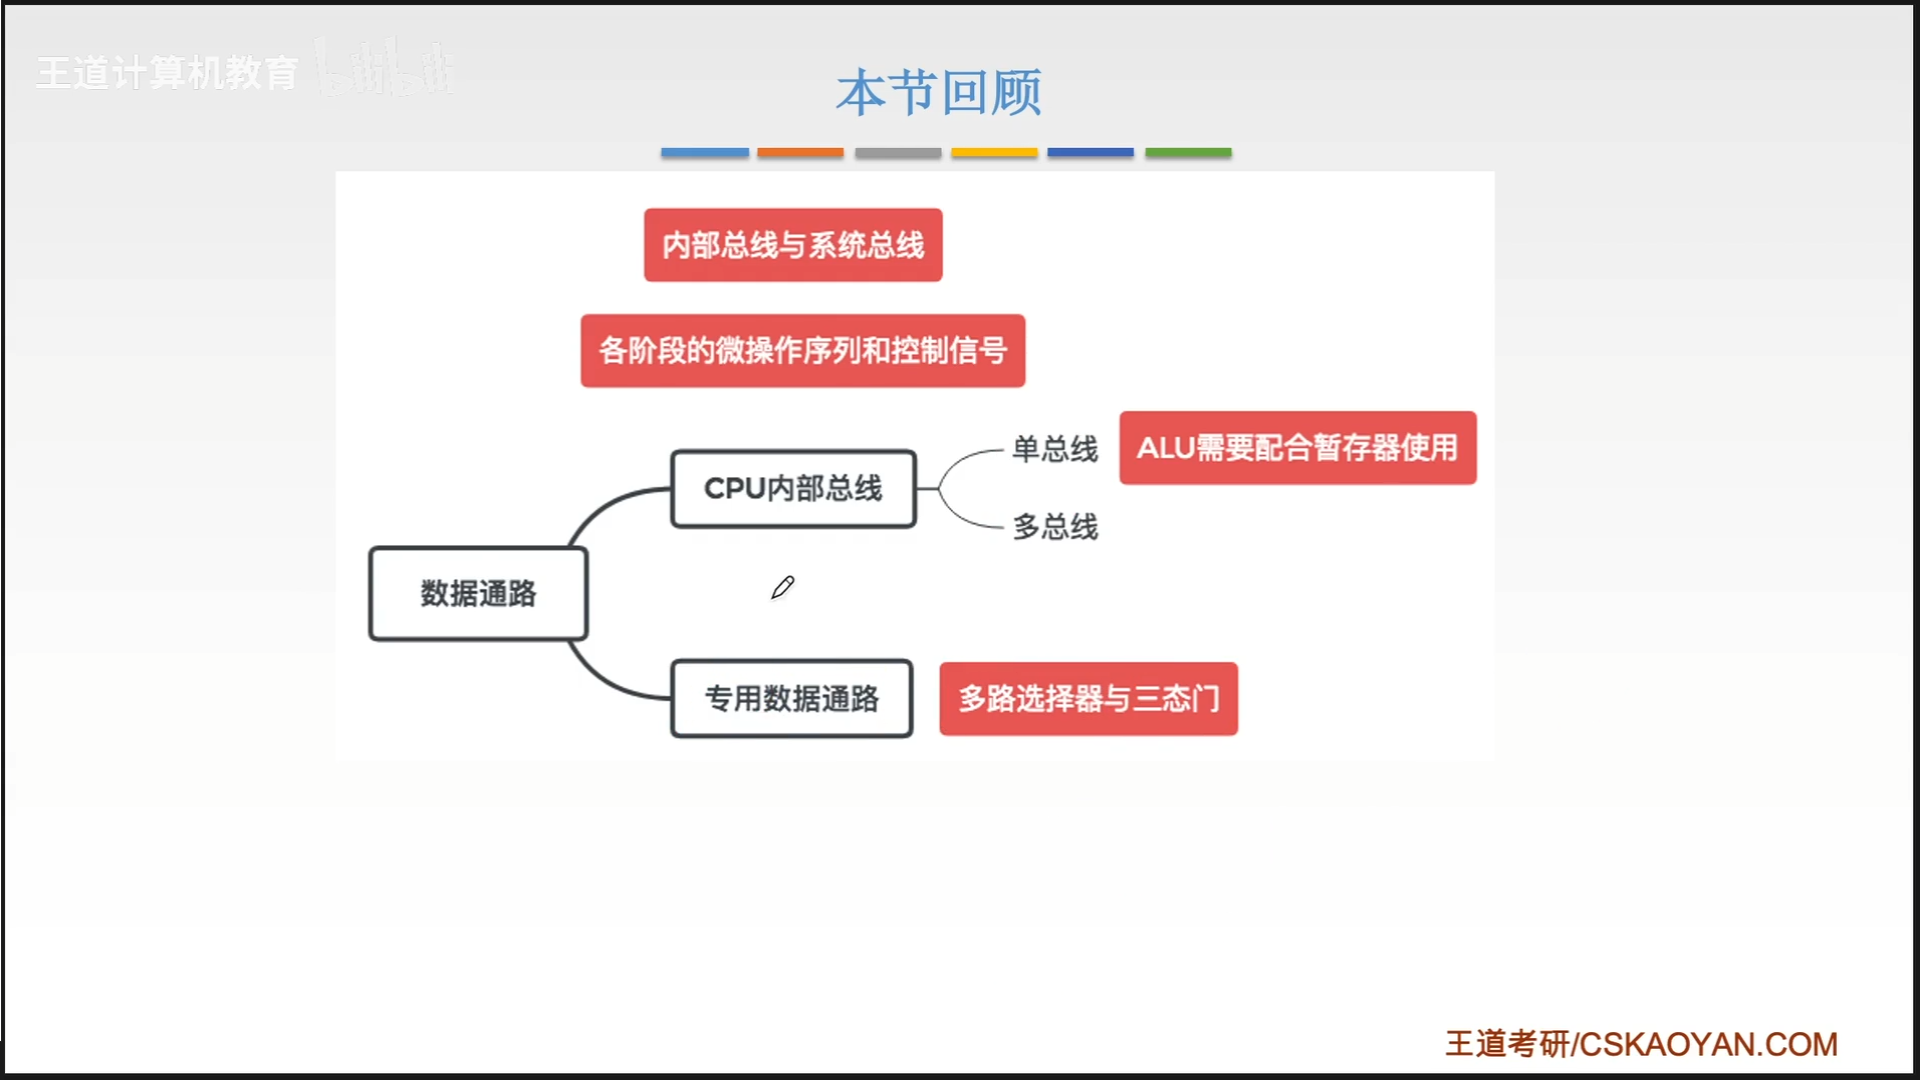 王道计算机教育 bilibili
本节回顾
内部总线与系统总线
各阶段的微操作序列和控制信号
单总线
ALU需要配合暂存器使用
CPU内部总线
多总线
数据通路
专用数据通路
多路选择器与三态门
王道考研/CSKAOYAN.COM